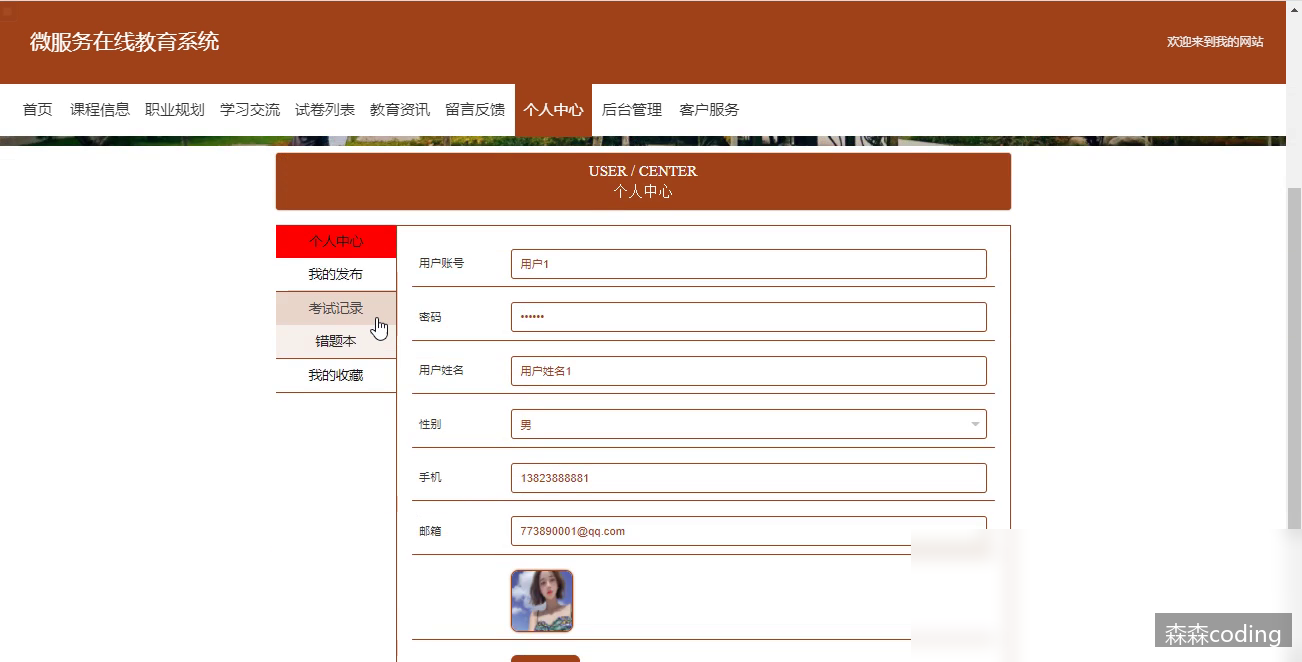 微服务在线教育系统
欢迎来到我的网站
首页 课程信息 职业规划 学习交流 试卷列表 教育资讯 留言反馈 个人中心 后台管理 客户服务
USER / CENTER
个人中心
个人中心
我的发布
考试记录
错题本
我的收藏
用户账号 用户1
密码 ••••••
用户姓名 用户姓名1
性别 男
手机 13823888881
邮箱 773890001@qq.com
森森coding